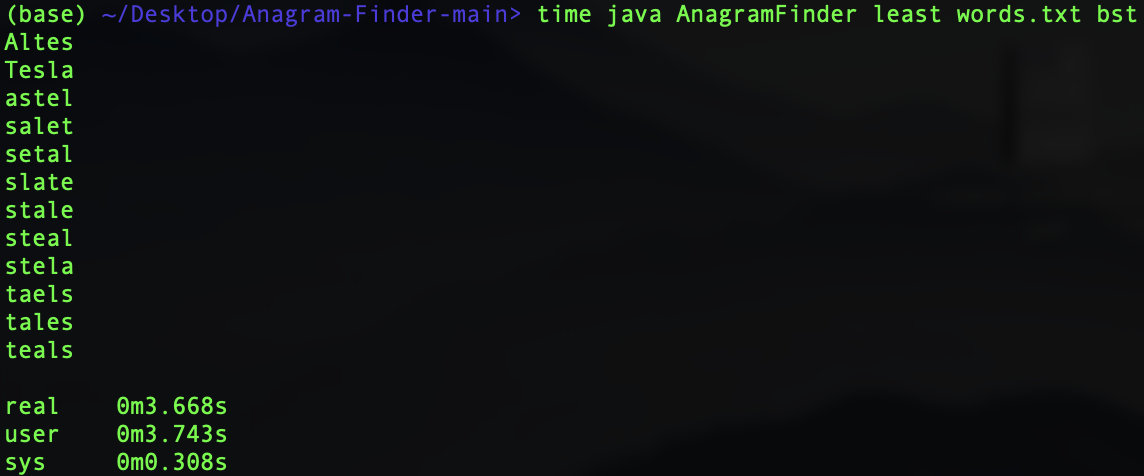 (base) ~/Desktop/Anagram-Finder-main> time java AnagramFinder least words.txt bst
Altes
Tesla
astel
salet
setal
slate
stale
steal
stela
taels
tales
teals
real 0m3.668s
user 0m3.743s
sys 0m0.308s